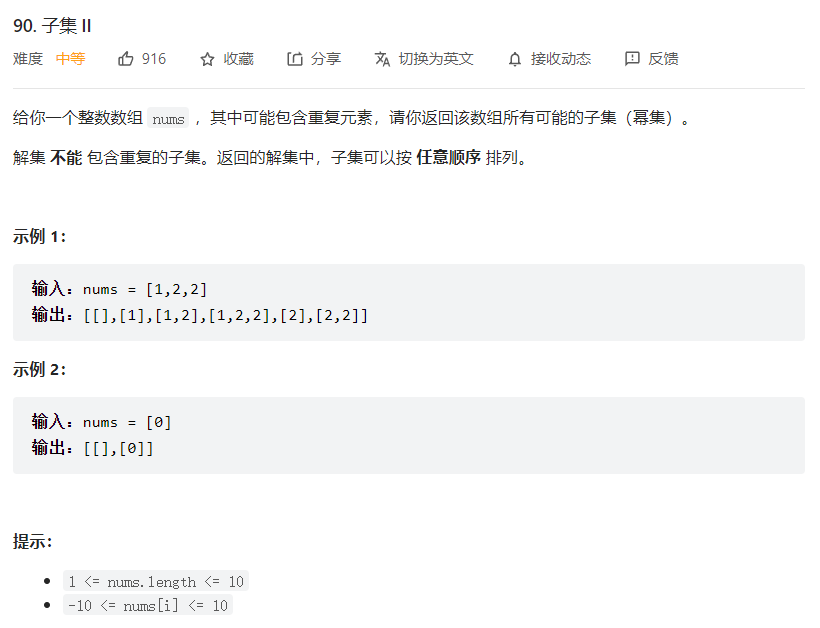 90. 子集 II
难度 中等 916 收藏 分享 切换为英文 接收动态 反馈
给你一个整数数组 nums ，其中可能包含重复元素，请你返回该数组所有可能的子集（幂集）。
解集 不能 包含重复的子集。返回的解集中，子集可以按 任意顺序 排列。
示例 1：
输入：nums = [1,2,2]
输出：[[],[1],[1,2],[1,2,2],[2],[2,2]]
示例 2：
输入：nums = [0]
输出：[[],[0]]
提示：
• 1 <= nums.length <= 10
• -10 <= nums[i] <= 10